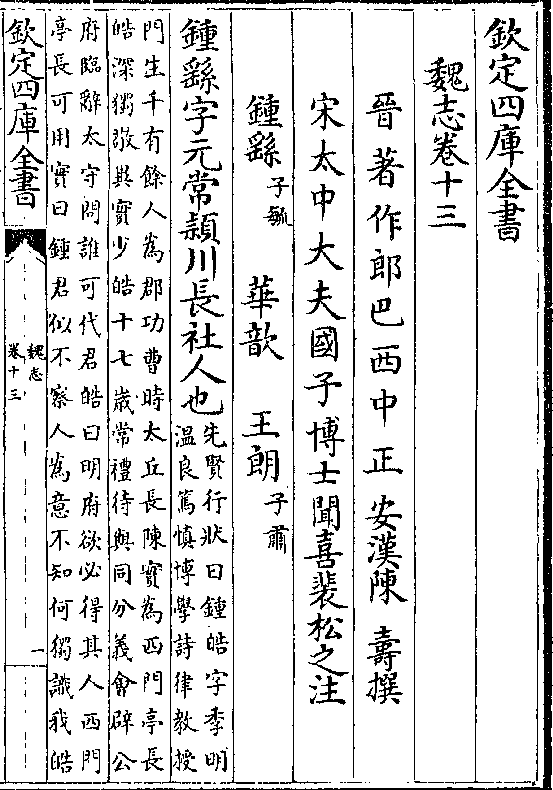 欽定四庫全書
魏志卷十三
晉著作郎巴西中正安漢陳 壽撰
宋太中大夫國子博士聞喜裴松之注
鍾繇子毓 華歆 王朗子肅
鍾繇字元常潁川長社人也先賢行狀曰鍾皓字季明
溫良篤慎博學詩律教授
門生千有餘人為郡功曹時太丘長陳寔為西門亭長
皓深獨敬異寔少皓十七歲常禮待與同分義會辟公
府臨辭太守問誰可代君皓曰明府欲必得其人西門
亭長可用寔曰鍾君似不察人為意不知何獨識我皓
欽定四庫全書
魏志
卷十三
一